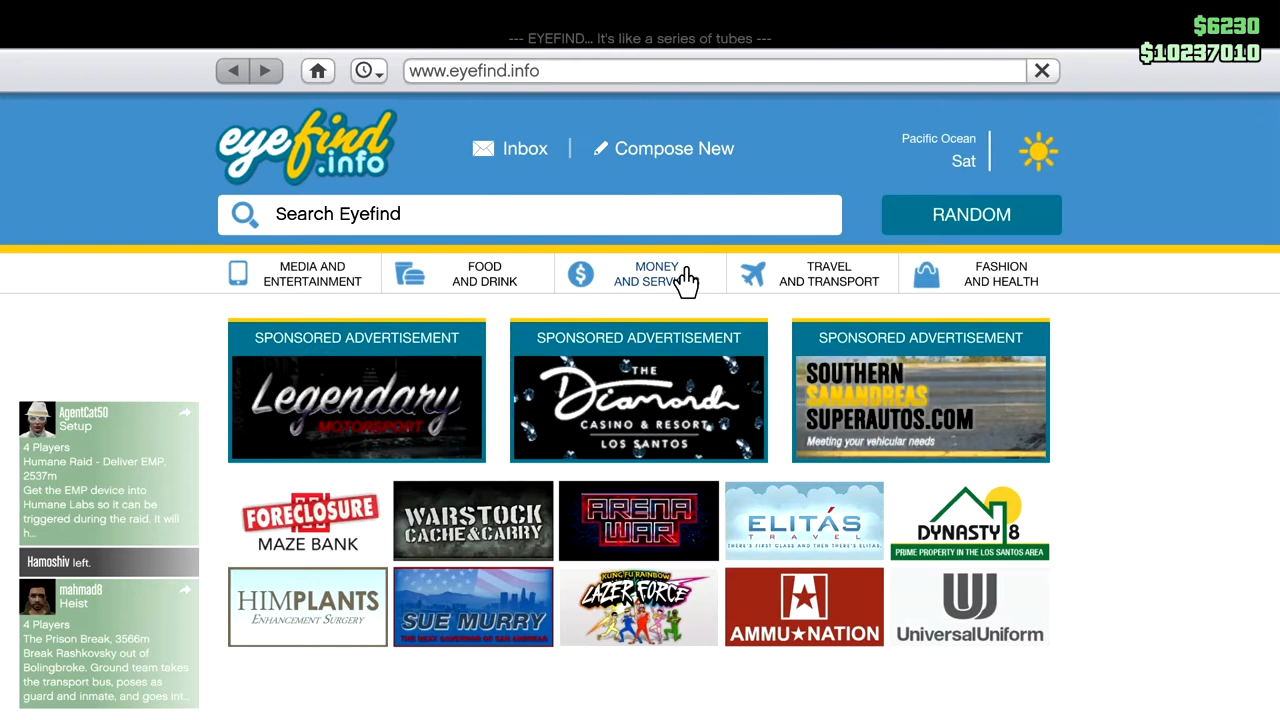 $6230
$10237010
--- EYEFIND... It's like a series of tubes ---
www.eyefind.info
eyefind
.info
Inbox
Compose New
Pacific Ocean
Sat
Search Eyefind
RANDOM
MEDIA AND
ENTERTAINMENT
FOOD
AND DRINK
MONEY
AND
TRAVEL
AND TRANSPORT
FASHION
AND HEALTH
SPONSORED ADVERTISEMENT
Legendary
MOTORSPORT
SPONSORED ADVERTISEMENT
THE
Diamond
CASINO & RESORT
LOS SANTOS
SPONSORED ADVERTISEMENT
SOUTHERN
SANANDREAS
SUPERAUTOS.COM
Meeting your vehicular needs
FORECLOSURE
MAZE BANK
WARSTOCK
CACHE & CARRY
ARENA
WAR
ELITÁS
TRAVEL
THERE'S FIRST CLASS AND THEN THERE'S ELITÁS.
DYNASTY 8
PRIME PROPERTY IN THE LOS SANTOS AREA
HIMPLANTS
ENHANCEMENT SURGERY
SUE MURRY
THE NEXT GOVERNOR OF SAN ANDREAS
KUNG FU RAINBOW
LAZER FORCE
AMMU★NATION
UniversalUniform
AgentCat50
Setup
4 Players
Humane Raid - Deliver EMP,
2537m
Get the EMP device into
Humane Labs so it can be
triggered during the raid. It will
h...
Hamoshiv left.
mahmad8
Heist
4 Players
The Prison Break, 3566m
Break Rashkovsky out of
Bolingbroke. Ground team takes
the transport bus, poses as
guard and inmate, and goes int...